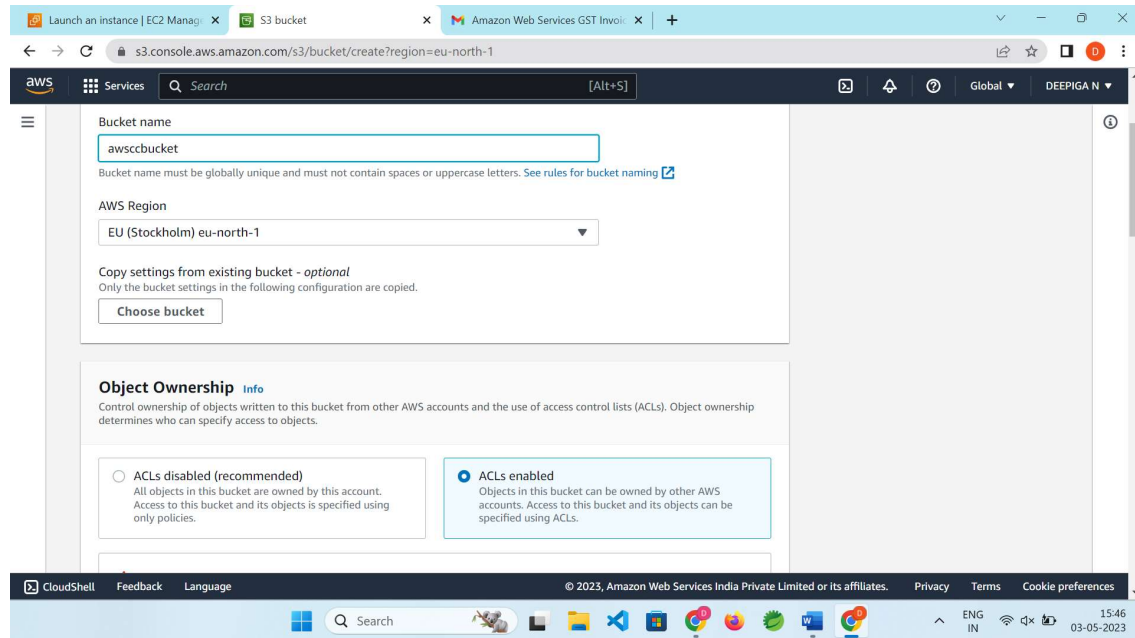 Launch an instance | EC2 Manag
S3 bucket
Amazon Web Services GST Invoic
s3.console.aws.amazon.com/s3/bucket/create?region=eu-north-1
D
aws
Services
Search
[Alt+S]
Global
DEEPIGA N
Bucket name
awsccbucket
Bucket name must be globally unique and must not contain spaces or uppercase letters. See rules for bucket naming
AWS Region
EU (Stockholm) eu-north-1
Copy settings from existing bucket - optional
Only the bucket settings in the following configuration are copied.
Choose bucket
Object Ownership Info
Control ownership of objects written to this bucket from other AWS accounts and the use of access control lists (ACLs). Object ownership
determines who can specify access to objects.
ACLs disabled (recommended)
All objects in this bucket are owned by this account.
Access to this bucket and its objects is specified using
only policies.
ACLs enabled
Objects in this bucket can be owned by other AWS
accounts. Access to this bucket and its objects can be
specified using ACLs.
CloudShell Feedback Language
© 2023, Amazon Web Services India Private Limited or its affiliates. Privacy Terms Cookie preferences
Search
ENG
IN
15:46
03-05-2023